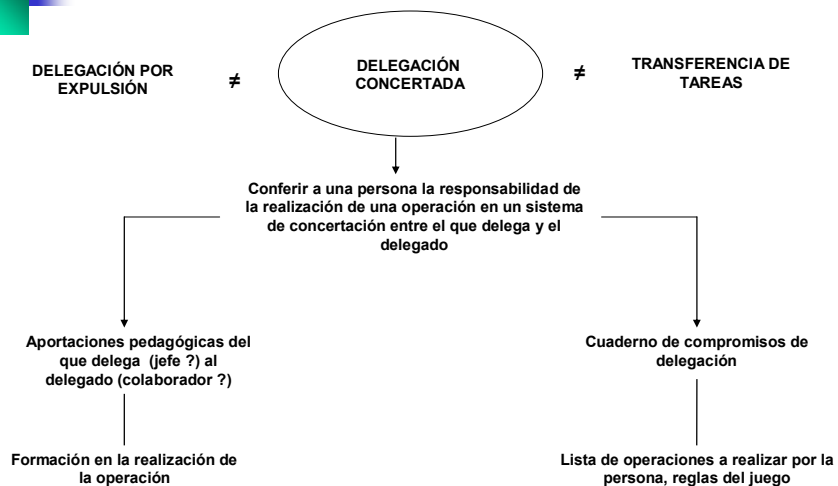 DELEGACIÓN POR
EXPULSIÓN
≠
DELEGACIÓN
CONCERTADA
≠
TRANSFERENCIA DE
TAREAS
Conferir a una persona la responsabilidad de
la realización de una operación en un sistema
de concertación entre el que delega y el
delegado
Aportaciones pedagógicas del
que delega (jefe ?) al
delegado (colaborador ?)
Cuaderno de compromisos de
delegación
Formación en la realización de
la operación
Lista de operaciones a realizar por la
persona, reglas del juego